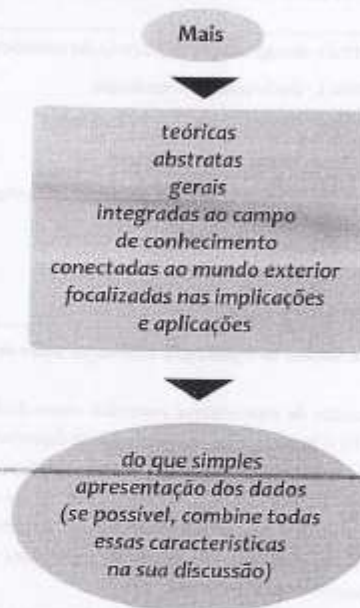 Mais
teóricas
abstratas
gerais
integradas ao campo
de conhecimento
conectadas ao mundo exterior
focalizadas nas implicações
e aplicações
do que simples
apresentação dos dados
(se possível, combine todas
essas características
na sua discussão)